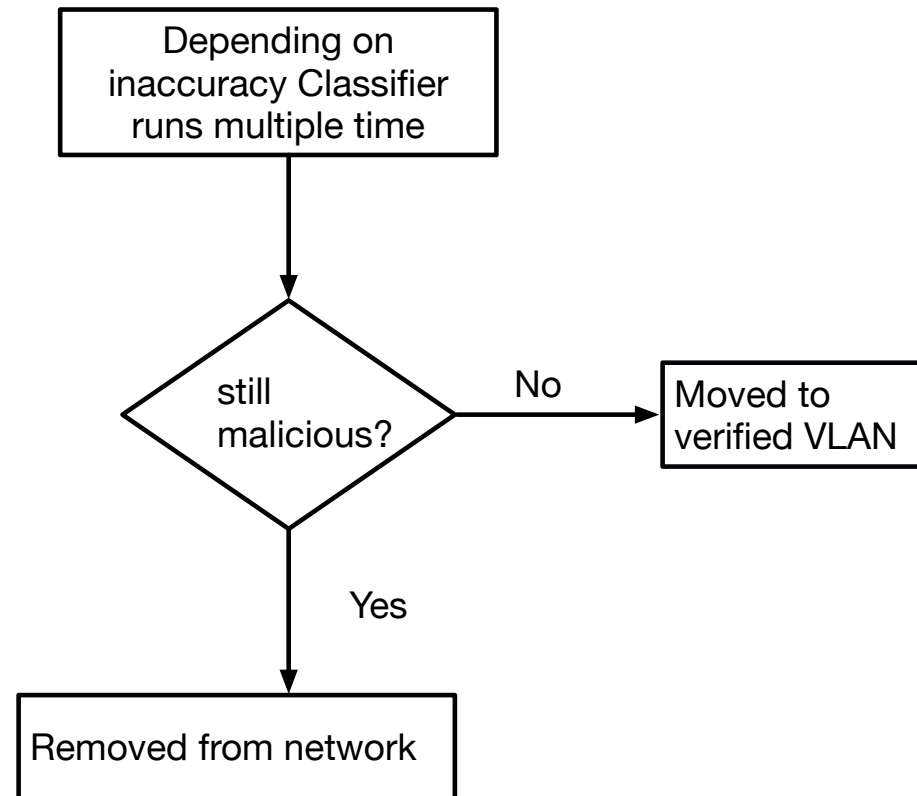 Depending on
inaccuracy Classifier
runs multiple time
still
malicious?
No
Moved to
verified VLAN
Yes
Removed from network